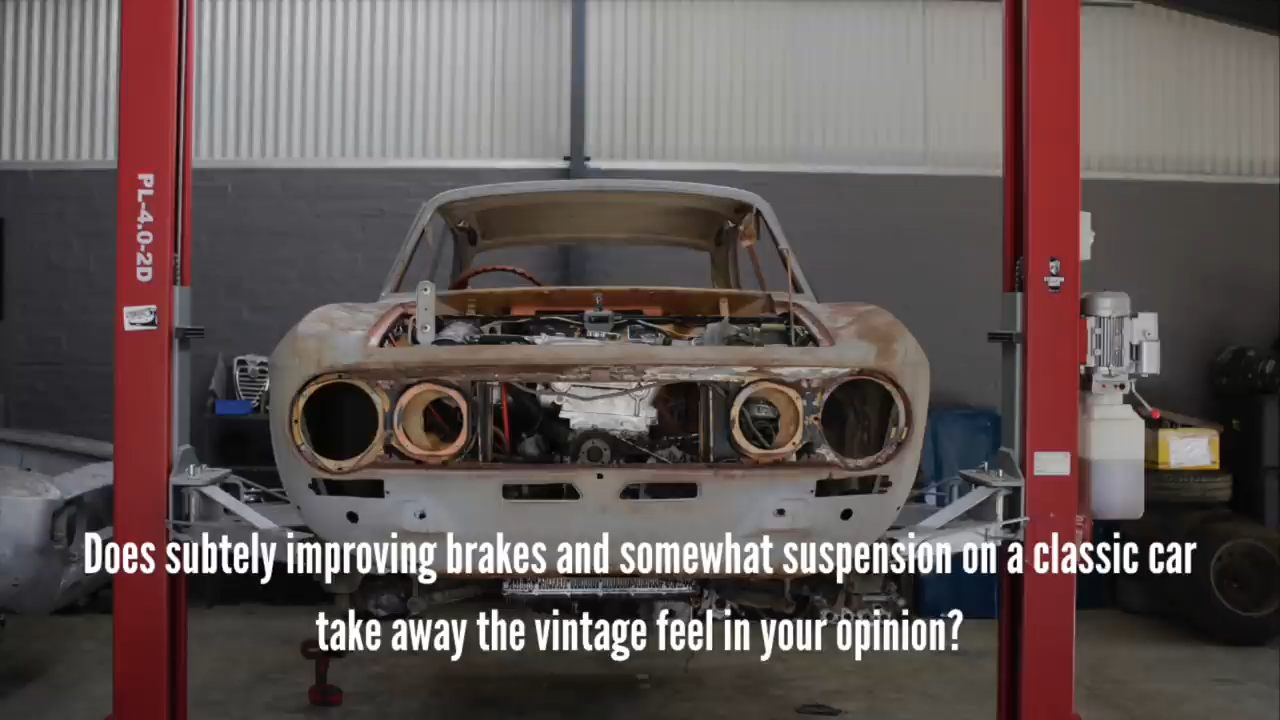 PL-4.0-2D
Does subtely improving brakes and somewhat suspension on a classic car
take away the vintage feel in your opinion?